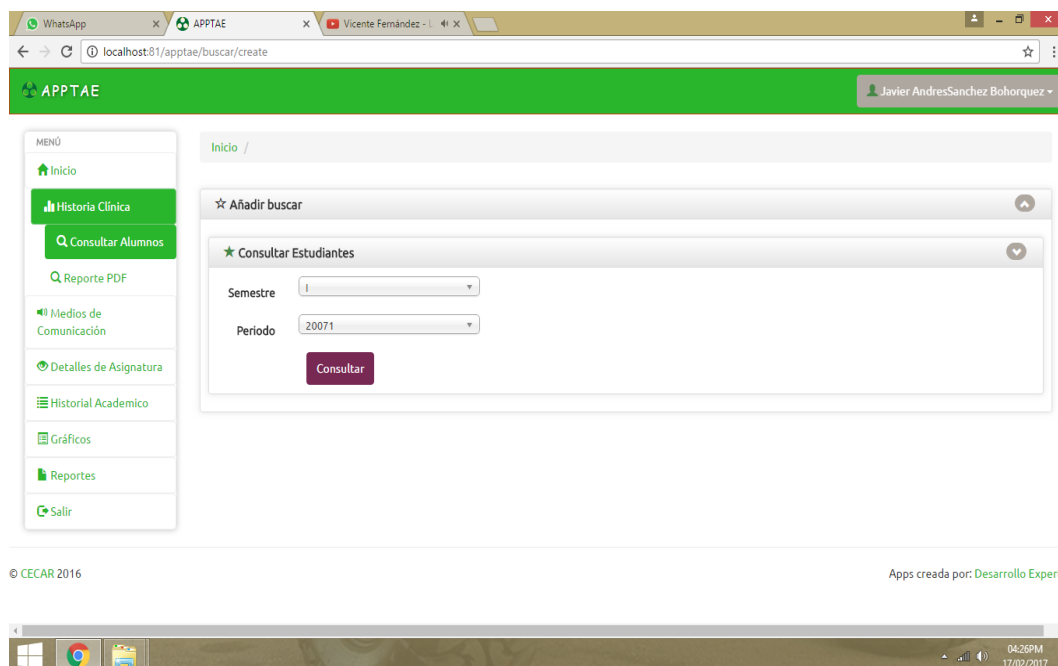 WhatsApp
APPTAE
Vicente Fernández - L
localhost:81/apptae/buscar/create
APPTAE
Javier AndresSanchez Bohorquez
MENÚ
Inicio
Historia Clínica
Consultar Alumnos
Reporte PDF
Medios de
Comunicación
Detalles de Asignatura
Historial Academico
Gráficos
Reportes
Salir
Inicio /
Añadir buscar
Consultar Estudiantes
Semestre I
Periodo 20071
Consultar
© CECAR 2016
Apps creada por: Desarrollo Exper
04:26PM
17/02/2017